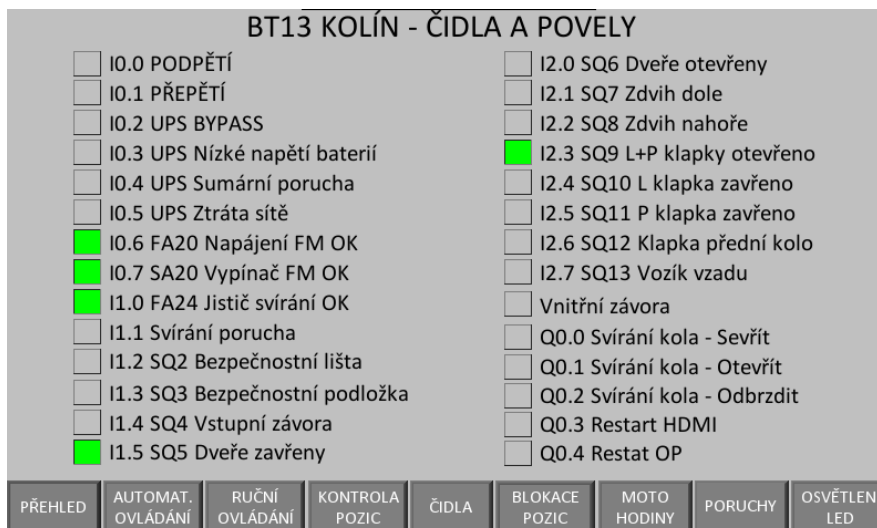 BT13 KOLÍN - ČIDLA A POVELY
I0.0 PODPĚTÍ
I0.1 PŘEPĚTÍ
I0.2 UPS BYPASS
I0.3 UPS Nízké napětí baterií
I0.4 UPS Sumární porucha
I0.5 UPS Ztráta sítě
I0.6 FA20 Napájení FM OK
I0.7 SA20 Vypínač FM OK
I1.0 FA24 Jistič svírání OK
I1.1 Svírání porucha
I1.2 SQ2 Bezpečnostní lišta
I1.3 SQ3 Bezpečnostní podložka
I1.4 SQ4 Vstupní závora
I1.5 SQ5 Dveře zavřeny
I2.0 SQ6 Dveře otevřeny
I2.1 SQ7 Zdvih dole
I2.2 SQ8 Zdvih nahoře
I2.3 SQ9 L+P klapky otevřeno
I2.4 SQ10 L klapka zavřeno
I2.5 SQ11 P klapka zavřeno
I2.6 SQ12 Klapka přední kolo
I2.7 SQ13 Vozík vzadu
Vnitřní závora
Q0.0 Svírání kola - Sevřít
Q0.1 Svírání kola - Otevřít
Q0.2 Svírání kola - Odbrzdit
Q0.3 Restart HDMI
Q0.4 Restat OP
PŘEHLED
AUTOMAT.
OVLÁDÁNÍ
RUČNÍ
OVLÁDÁNÍ
KONTROLA
POZIC
ČIDLA
BLOKACE
POZIC
MOTO
HODINY
PORUCHY
OSVĚTLEN
LED